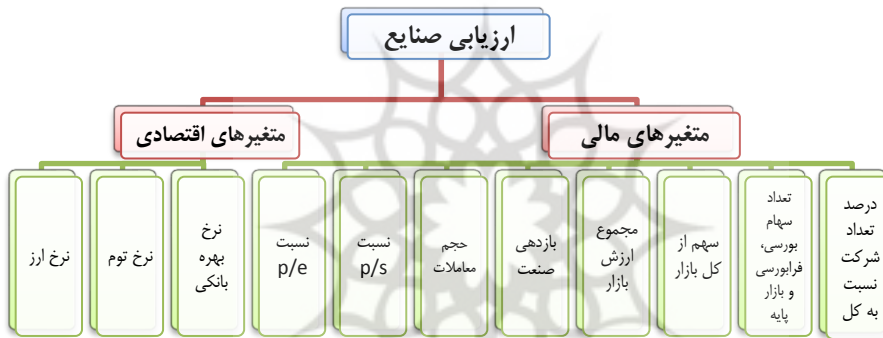 ارزیابی صنایع
متغیرهای مالی
متغیرهای اقتصادی
درصد
تعداد
شرکت
نسبت
به کل
تعداد
سهام
بورسی،
فرابورسی
و بازار
پایه
سهم از
کل بازار
مجموع
ارزش
بازار
بازدهی
صنعت
حجم
معاملات
نسبت
p/s
نسبت
p/e
نرخ
بهره
بانکی
نرخ توم
نرخ ارز